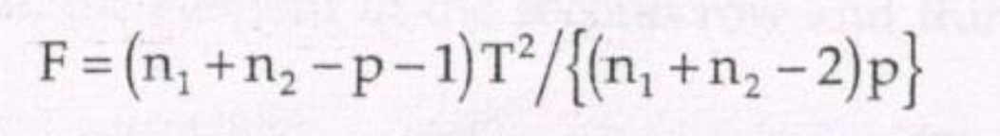 F = (n₁ + n₂ – p – 1) T² / {(n₁ + n₂ – 2) p}